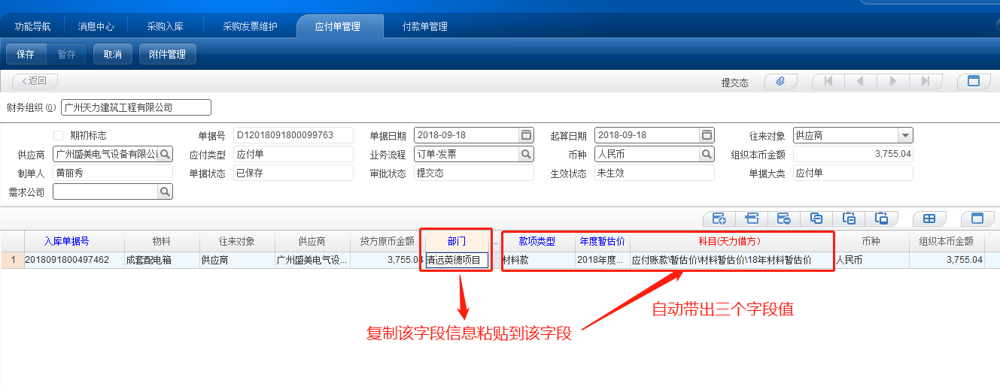 功能导航 消息中心 采购入库 采购发票维护 应付单管理 付款单管理
保存 暂存 取消 附件管理
返回 提交态
财务组织(O) 广州天力建筑工程有限公司
期初标志 单据号 D12018091800099763 单据日期 2018-09-18 起算日期 2018-09-18 往来对象 供应商
供应商 广州盛美电气设备有限公 应付类型 应付单 业务流程 订单-发票 币种 人民币 组织本币金额 3,755.04
制单人 黄丽秀 单据状态 已保存 审批状态 提交态 生效状态 未生效 单据大类 应付单
需求公司
入库单据号 物料 往来对象 供应商 贷方原币金额 部门 .. 款项类型 年度暂估价 科目(天力借方) 币种 组织本币金额
1 2018091800497462 成套配电箱 供应商 广州盛美电气设... 3,755.04 清远英德项目 材料款 2018年度... 应付账款\暂估价\材料暂估价\18年材料暂估价 人民币 3,755.04
自动带出三个字段值
复制该字段信息粘贴到该字段